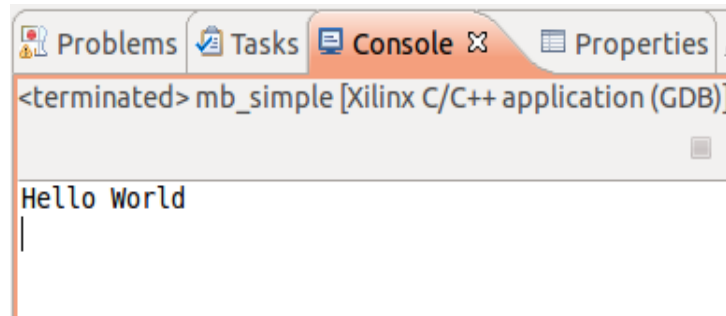 Problems Tasks Console Properties
<terminated> mb_simple [Xilinx C/C++ application (GDB)]
Hello World